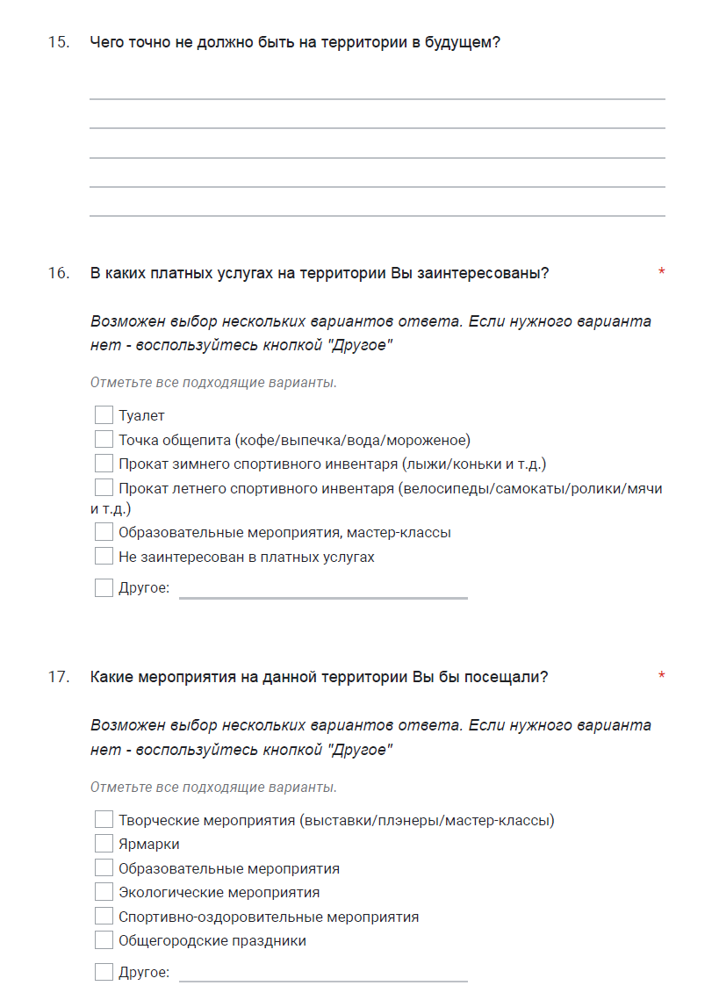 15. Чего точно не должно быть на территории в будущем?
16. В каких платных услугах на территории Вы заинтересованы? *
Возможен выбор нескольких вариантов ответа. Если нужного варианта
нет - воспользуйтесь кнопкой "Другое"
Отметьте все подходящие варианты.
Туалет
Точка общепита (кофе/выпечка/вода/мороженое)
Прокат зимнего спортивного инвентаря (лыжи/коньки и т.д.)
Прокат летнего спортивного инвентаря (велосипеды/самокаты/ролики/мячи
и т.д.)
Образовательные мероприятия, мастер-классы
Не заинтересован в платных услугах
Другое:
17. Какие мероприятия на данной территории Вы бы посещали? *
Возможен выбор нескольких вариантов ответа. Если нужного варианта
нет - воспользуйтесь кнопкой "Другое"
Отметьте все подходящие варианты.
Творческие мероприятия (выставки/плэнеры/мастер-классы)
Ярмарки
Образовательные мероприятия
Экологические мероприятия
Спортивно-оздоровительные мероприятия
Общегородские праздники
Другое: